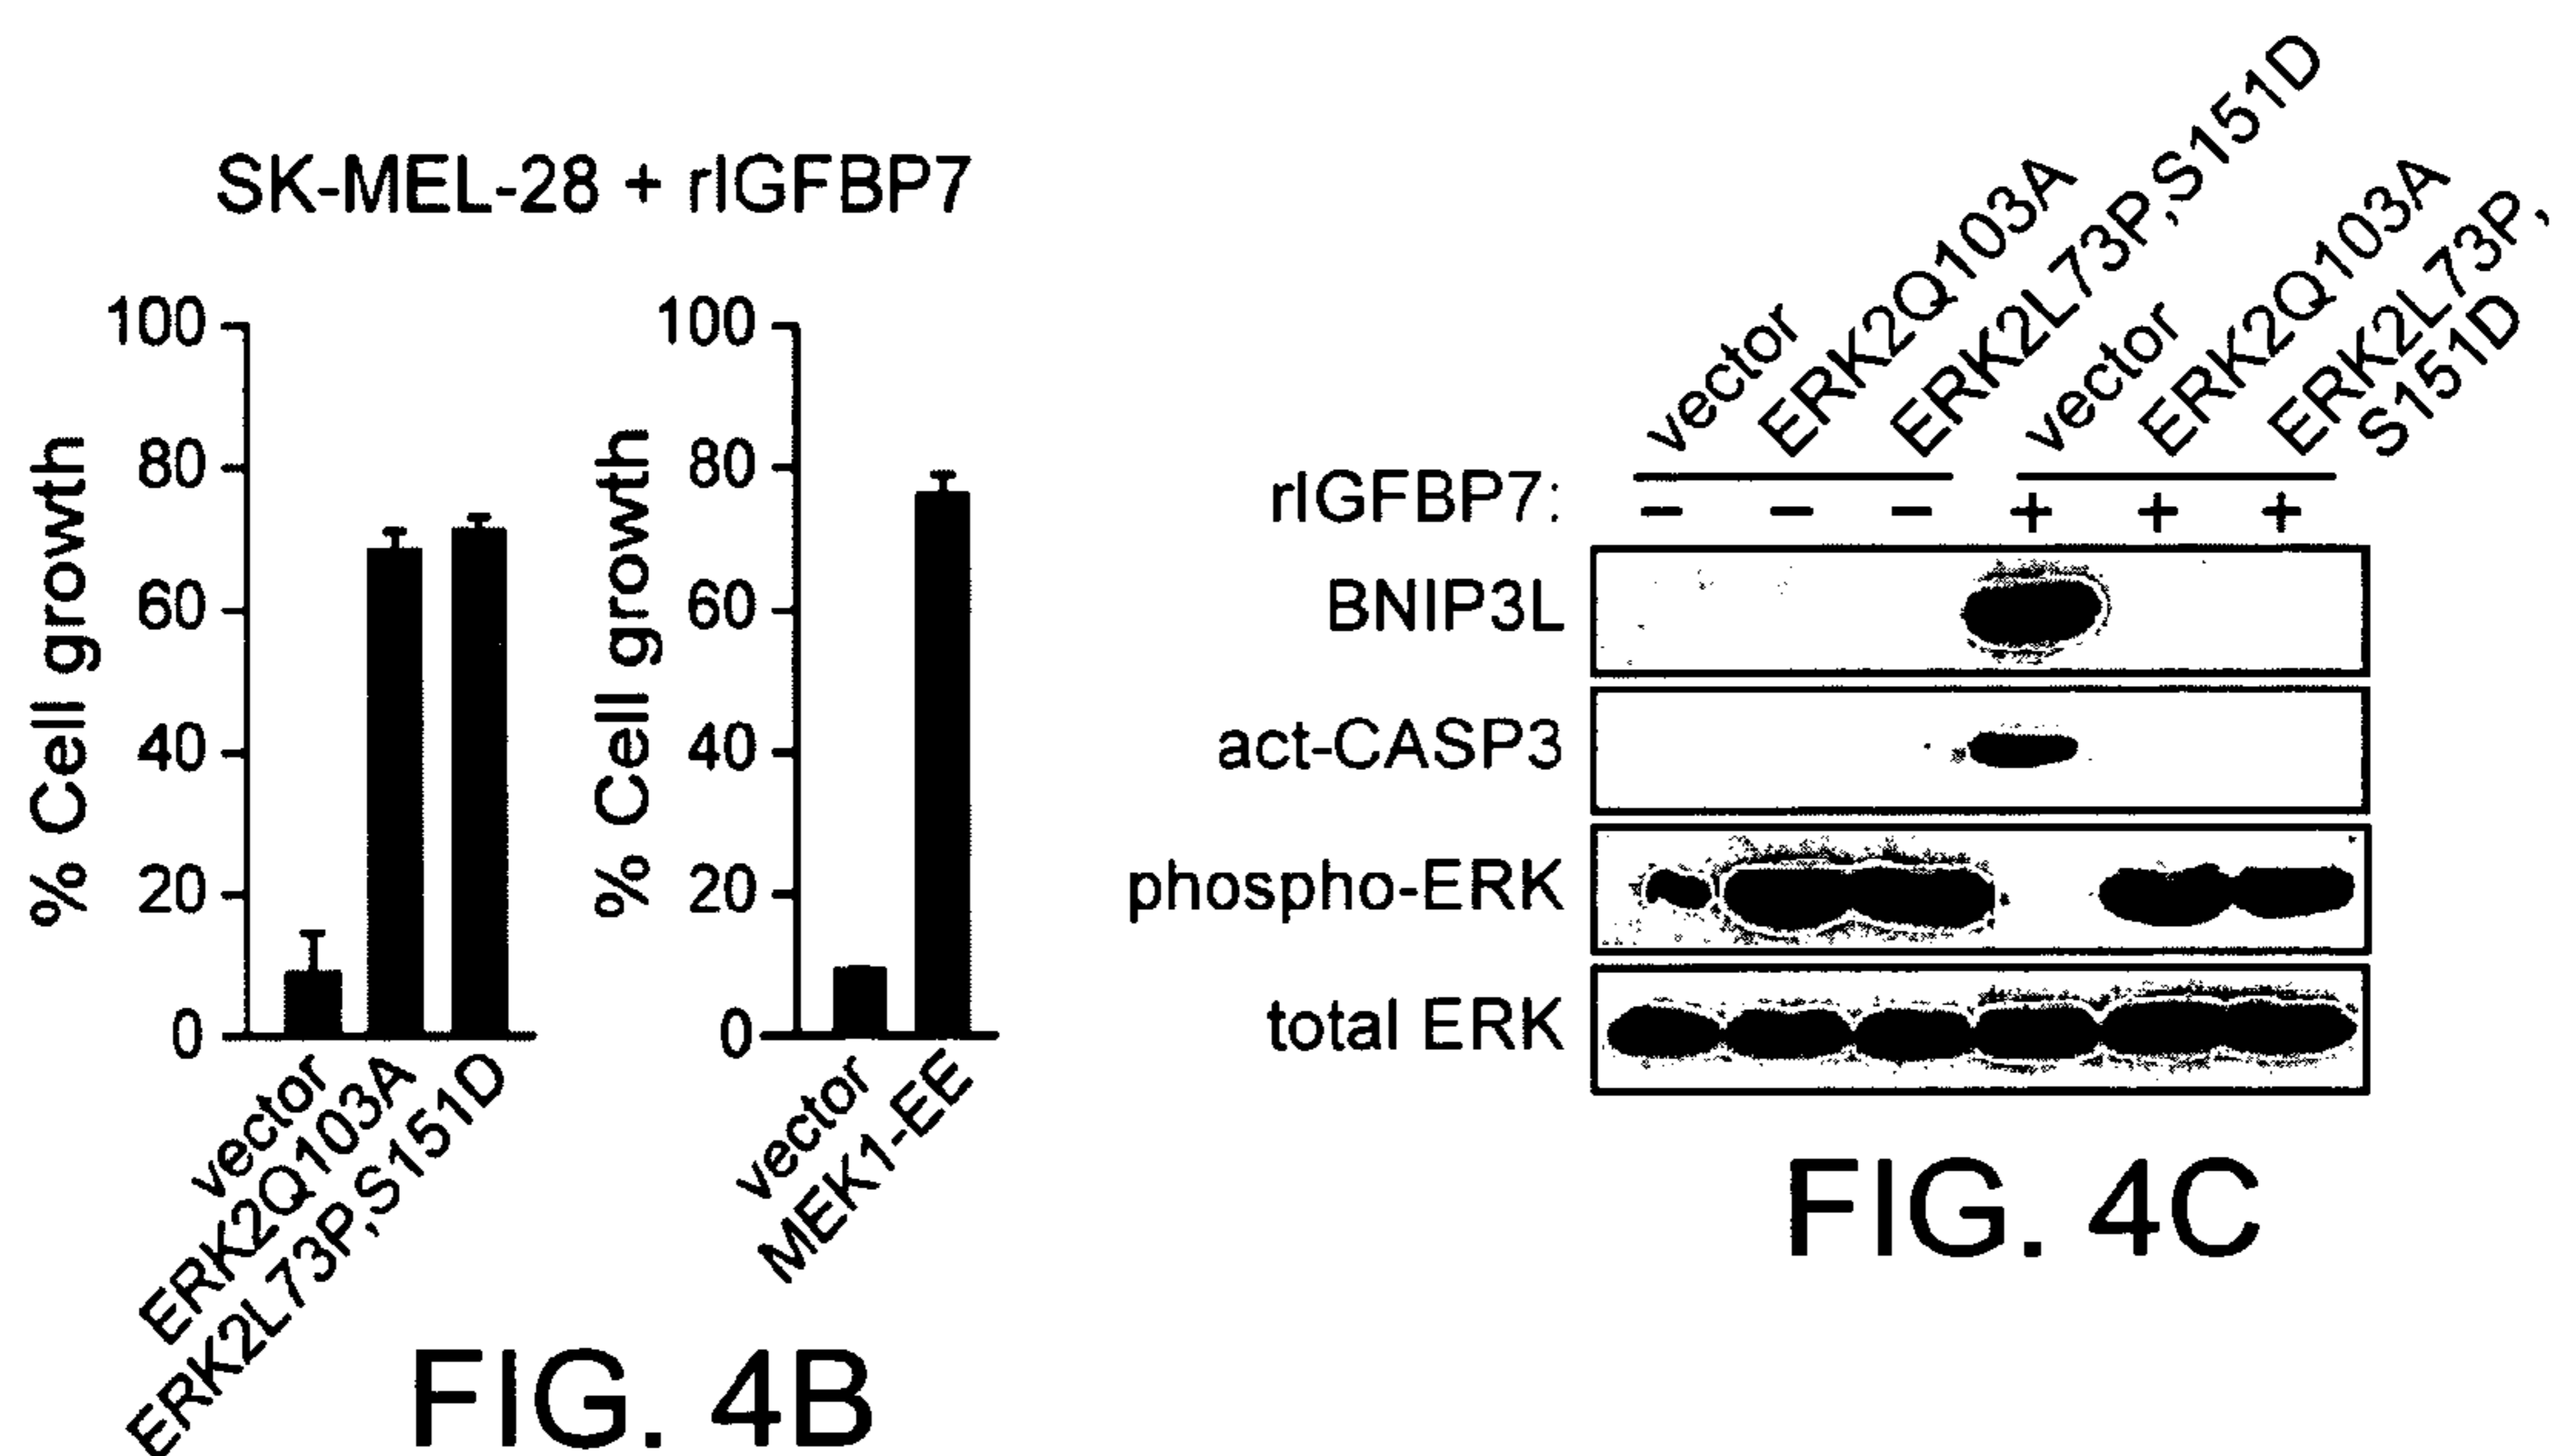 SK-MEL-28 + rIGFBP7
% Cell growth
100
80
60
40
20
0
vector
ERK2Q103A
ERK2L73P,S151D
% Cell growth
100
80
60
40
20
0
vector
MEK1-EE
FIG. 4B
vector
ERK2Q103A
ERK2L73P,S151D
vector
ERK2Q103A
ERK2L73P,
S151D
rIGFBP7: − − − + + +
BNIP3L
act-CASP3
phospho-ERK
total ERK
FIG. 4C